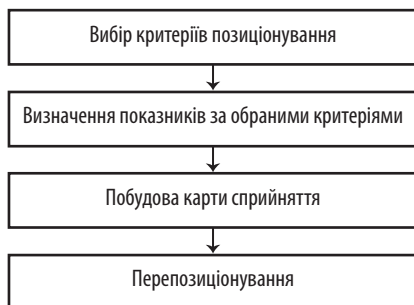 Вибір критеріїв позиціонування
Визначення показників за обраними критеріями
Побудова карти сприйняття
Перепозиціонування